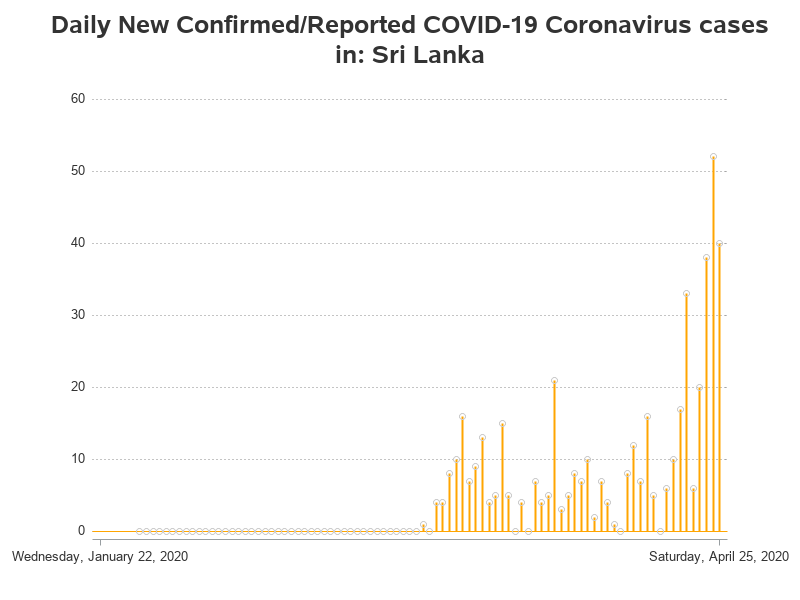 Daily New Confirmed/Reported COVID-19 Coronavirus cases
in: Sri Lanka
60
50
40
30
20
10
0
Wednesday, January 22, 2020
Saturday, April 25, 2020